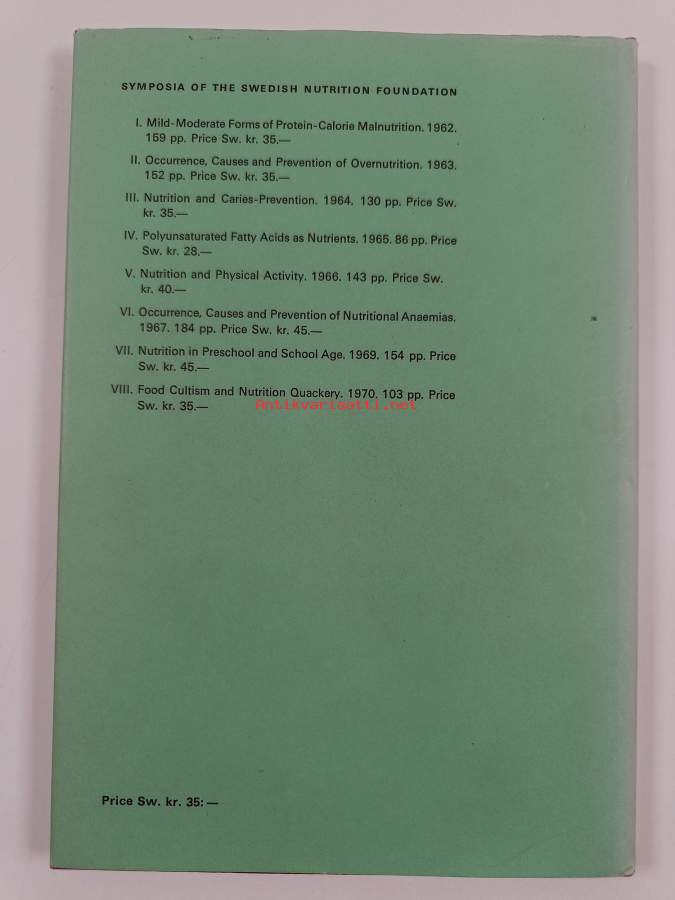 SYMPOSIA OF THE SWEDISH NUTRITION FOUNDATION
I. Mild-Moderate Forms of Protein-Calorie Malnutrition. 1962.
159 pp. Price Sw. kr. 35.—
II. Occurrence, Causes and Prevention of Overnutrition. 1963.
152 pp. Price Sw. kr. 35.—
III. Nutrition and Caries-Prevention. 1964. 130 pp. Price Sw.
kr. 35.—
IV. Polyunsaturated Fatty Acids as Nutrients. 1965. 86 pp. Price
Sw. kr. 28.—
V. Nutrition and Physical Activity. 1966. 143 pp. Price Sw.
kr. 40.—
VI. Occurrence, Causes and Prevention of Nutritional Anaemias.
1967. 184 pp. Price Sw. kr. 45.—
VII. Nutrition in Preschool and School Age. 1969. 154 pp. Price
Sw. kr. 45.—
VIII. Food Cultism and Nutrition Quackery. 1970. 103 pp. Price
Sw. kr. 35.—
Antikvariaatti.net
Price Sw. kr. 35:—